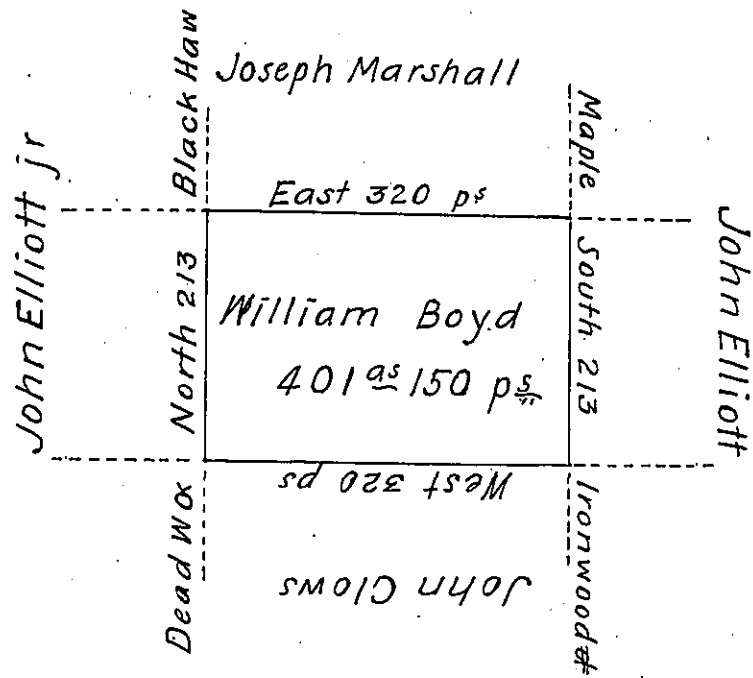 Joseph Marshall
Black Haw
Maple
East 320 ps
John Elliott jr
North 213
William Boyd
401 as 150 ps
South 213
John Elliott
West 320 ps
Dead WO
Ironwood
John Clows